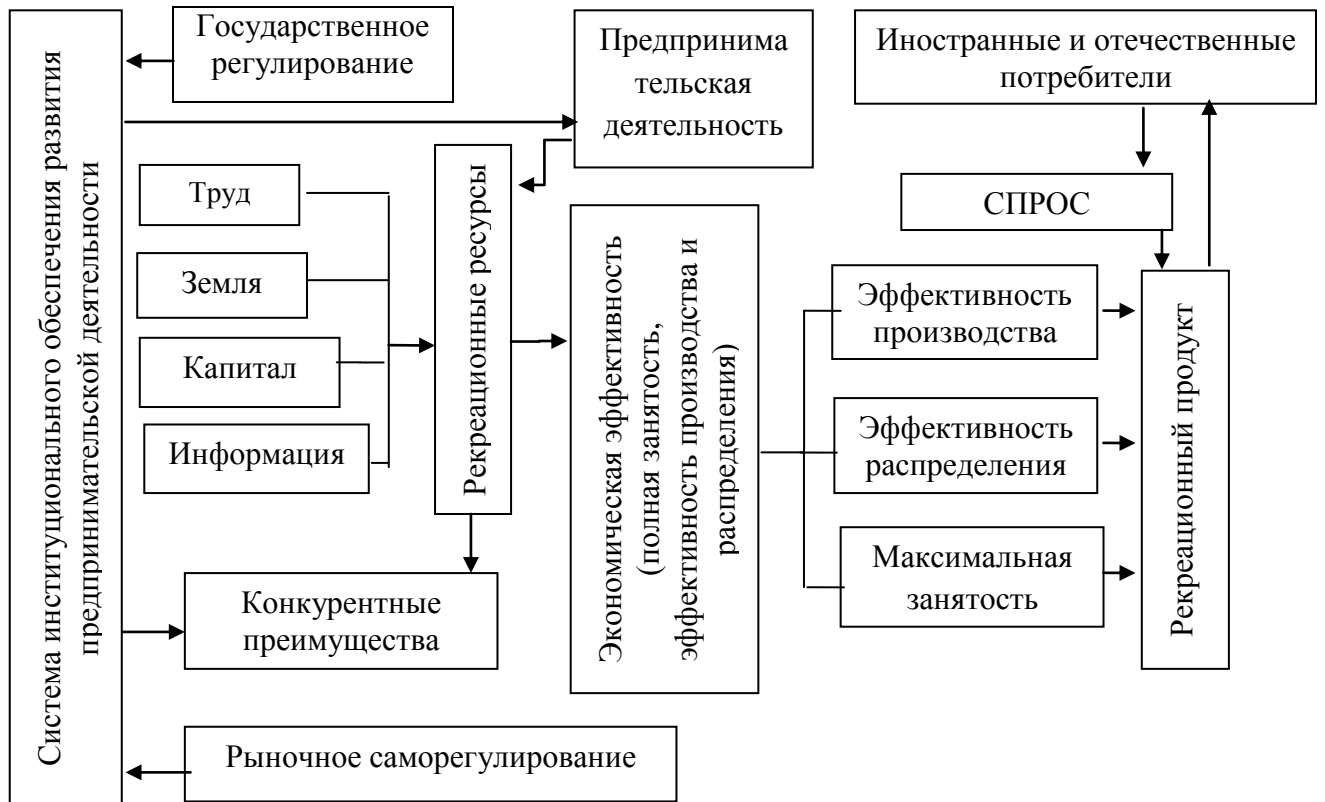 Система институционального обеспечения развития
предпринимательской деятельности
Государственное
регулирование
Предпринима
тельская
деятельность
Иностранные и отечественные
потребители
Труд
Земля
Капитал
Информация
Рекреационные ресурсы
СПРОС
Экономическая эффективность
(полная занятость,
эффективность производства и
распределения)
Эффективность
производства
Эффективность
распределения
Максимальная
занятость
Рекреационный продукт
Конкурентные
преимущества
Рыночное саморегулирование